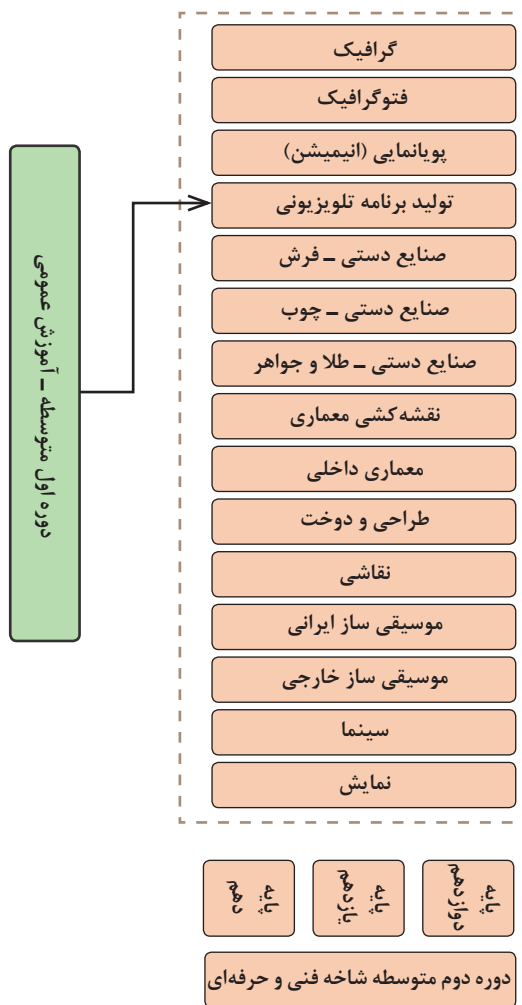 گرافیک
فتوگرافیک
پویانمایی (انیمیشن)
تولید برنامه تلویزیونی
صنایع دستی ــ فرش
صنایع دستی ــ چوب
صنایع دستی ــ طلا و جواهر
نقشه‌کشی معماری
معماری داخلی
طراحی و دوخت
نقاشی
موسیقی ساز ایرانی
موسیقی ساز خارجی
سینما
نمایش
دوره اول متوسطه ــ آموزش عمومی
پایه
دوازدهم
پایه
یازدهم
پایه
دهم
دوره دوم متوسطه شاخه فنی و حرفه‌ای